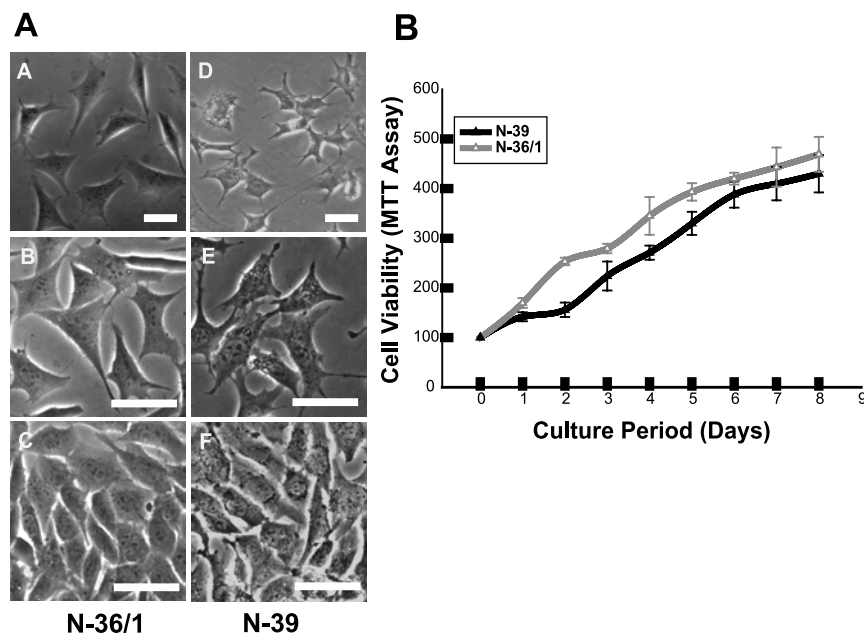 A
B
A
D
B
E
C
F
N-36/1
N-39
Cell Viability (MTT Assay)
600
500
400
300
200
100
0
N-39
N-36/1
0 1 2 3 4 5 6 7 8 9
Culture Period (Days)